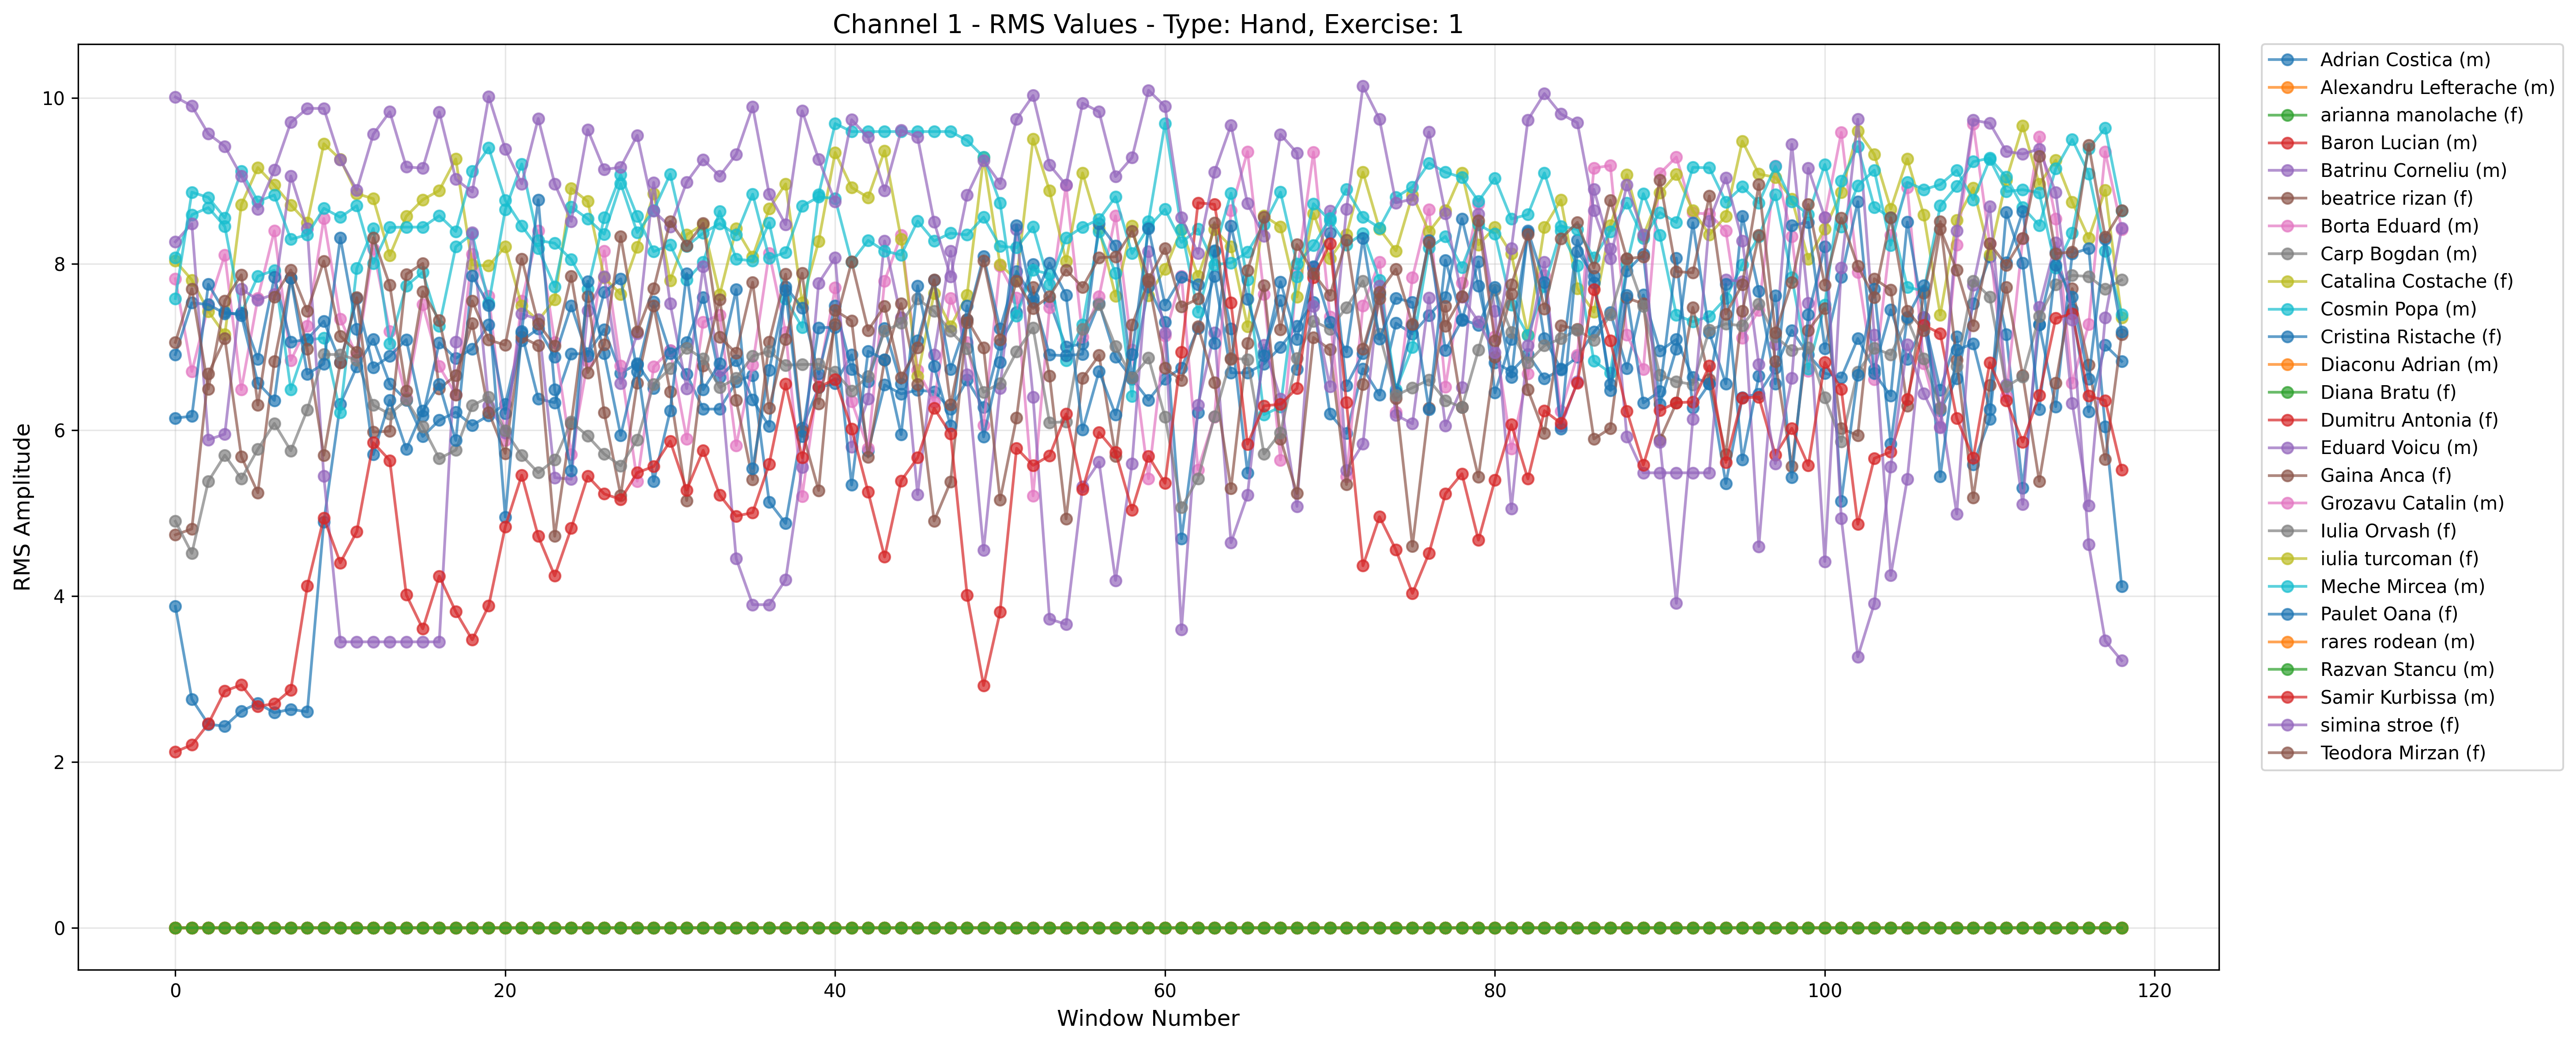 Channel 1 - RMS Values - Type: Hand, Exercise: 1
RMS Amplitude
10
8
6
4
2
0
0
20
40
60
80
100
120
Window Number
Adrian Costica (m)
Alexandru Lefterache (m)
arianna manolache (f)
Baron Lucian (m)
Batrinu Corneliu (m)
beatrice rizan (f)
Borta Eduard (m)
Carp Bogdan (m)
Catalina Costache (f)
Cosmin Popa (m)
Cristina Ristache (f)
Diaconu Adrian (m)
Diana Bratu (f)
Dumitru Antonia (f)
Eduard Voicu (m)
Gaina Anca (f)
Grozavu Catalin (m)
Iulia Orvash (f)
iulia turcoman (f)
Meche Mircea (m)
Paulet Oana (f)
rares rodean (m)
Razvan Stancu (m)
Samir Kurbissa (m)
simina stroe (f)
Teodora Mirzan (f)